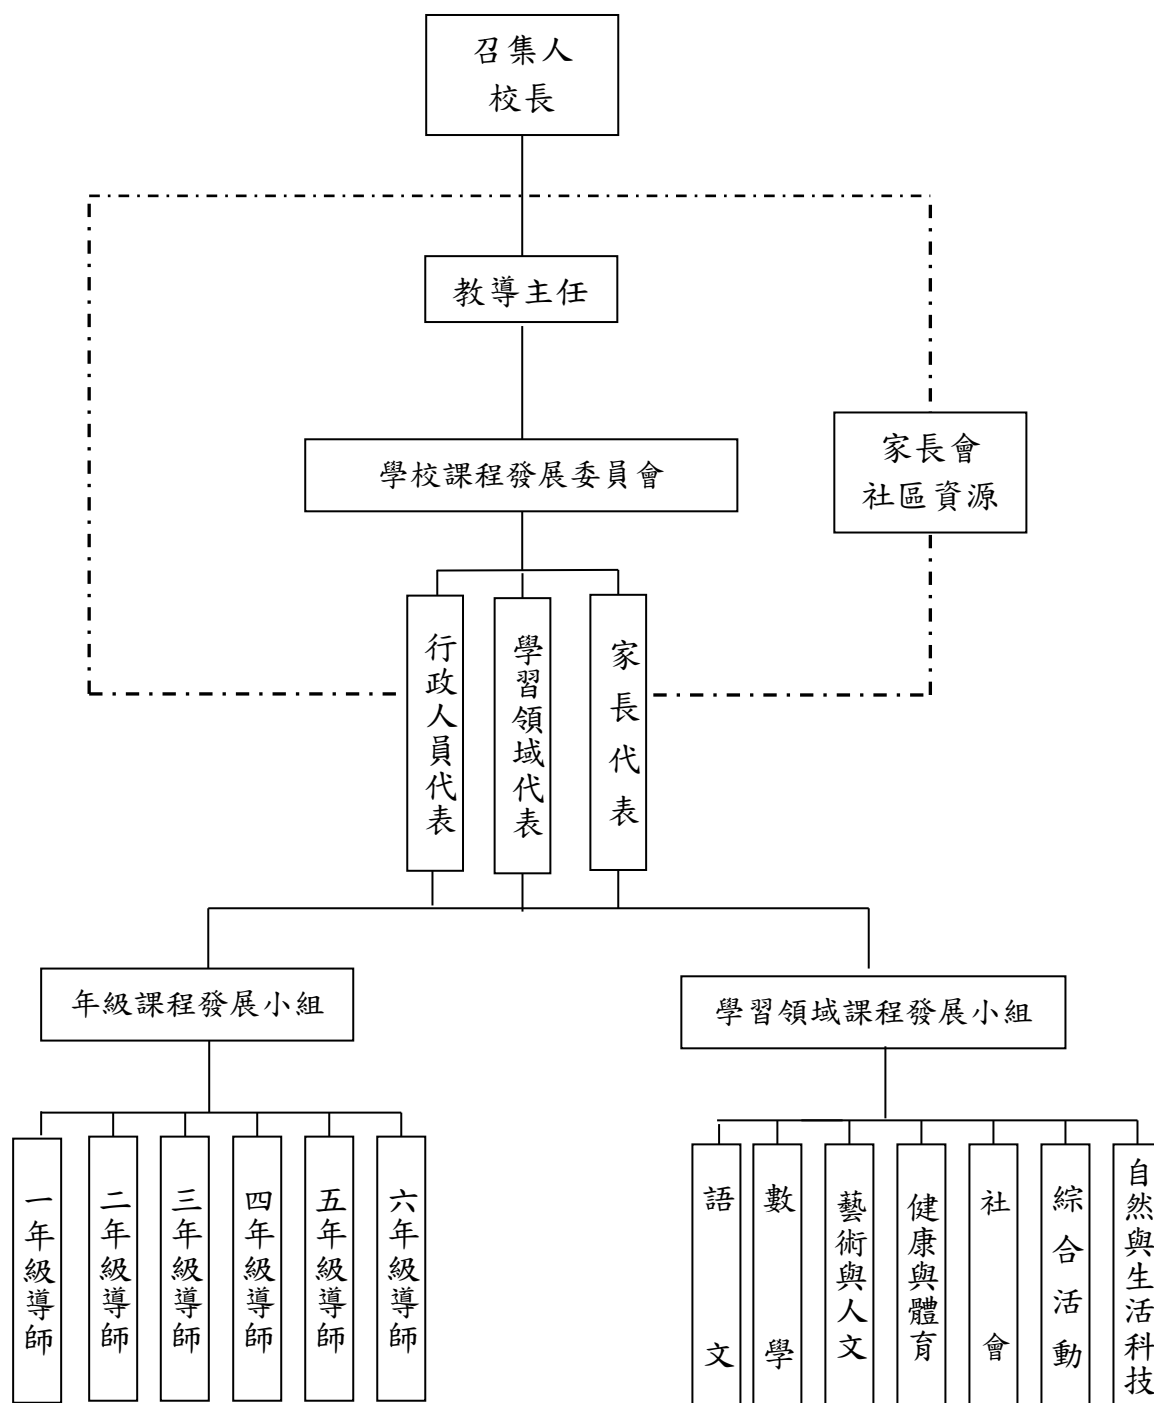 召集人
校長
教導主任
家長會
社區資源
學校課程發展委員會
行政人員代表
學習領域代表
家長代表
年級課程發展小組
學習領域課程發展小組
一年級導師
二年級導師
三年級導師
四年級導師
五年級導師
六年級導師
語文
數學
藝術與人文
健康與體育
社會
綜合活動
自然與生活科技